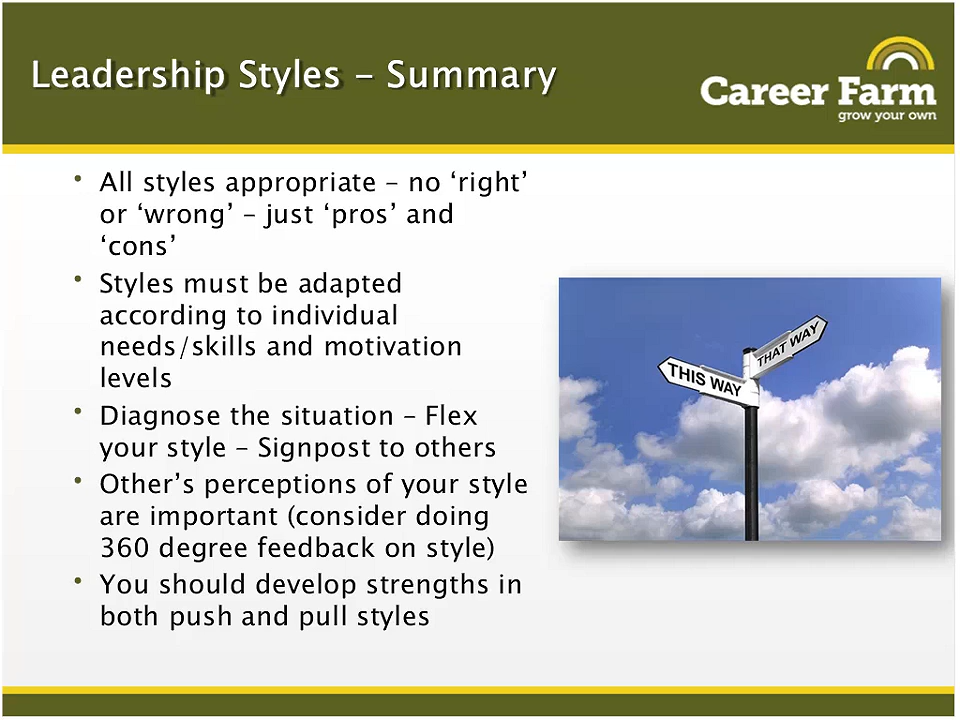 Leadership Styles - Summary
Career Farm
grow your own
• All styles appropriate – no ‘right’
or ‘wrong’ – just ‘pros’ and
‘cons’
• Styles must be adapted
according to individual
needs/skills and motivation
levels
• Diagnose the situation – Flex
your style – Signpost to others
• Other’s perceptions of your style
are important (consider doing
360 degree feedback on style)
• You should develop strengths in
both push and pull styles
THIS WAY
THAT WAY